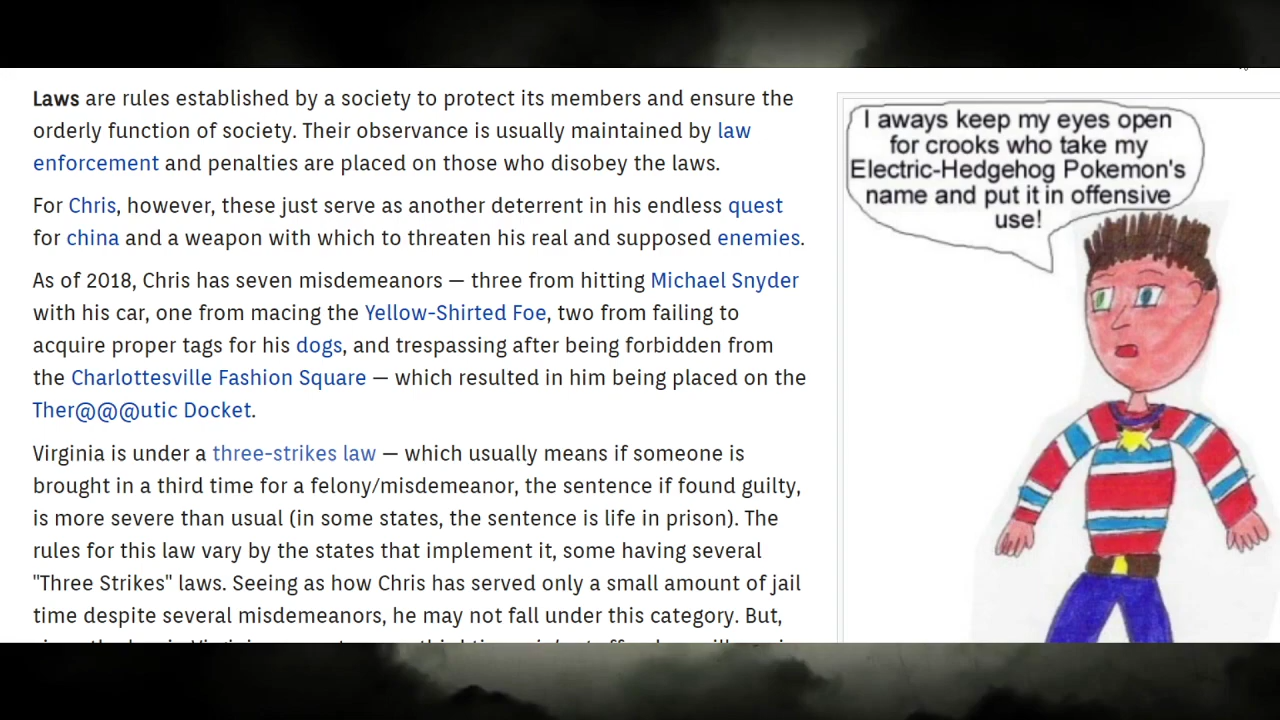 Laws are rules established by a society to protect its members and ensure the
orderly function of society. Their observance is usually maintained by law
enforcement and penalties are placed on those who disobey the laws.
For Chris, however, these just serve as another deterrent in his endless quest
for china and a weapon with which to threaten his real and supposed enemies.
As of 2018, Chris has seven misdemeanors — three from hitting Michael Snyder
with his car, one from macing the Yellow-Shirted Foe, two from failing to
acquire proper tags for his dogs, and trespassing after being forbidden from
the Charlottesville Fashion Square — which resulted in him being placed on the
Ther@@@utic Docket.
Virginia is under a three-strikes law — which usually means if someone is
brought in a third time for a felony/misdemeanor, the sentence if found guilty,
is more severe than usual (in some states, the sentence is life in prison). The
rules for this law vary by the states that implement it, some having several
"Three Strikes" laws. Seeing as how Chris has served only a small amount of jail
time despite several misdemeanors, he may not fall under this category. But,
I aways keep my eyes open
for crooks who take my
Electric-Hedgehog Pokemon's
name and put it in offensive
use!